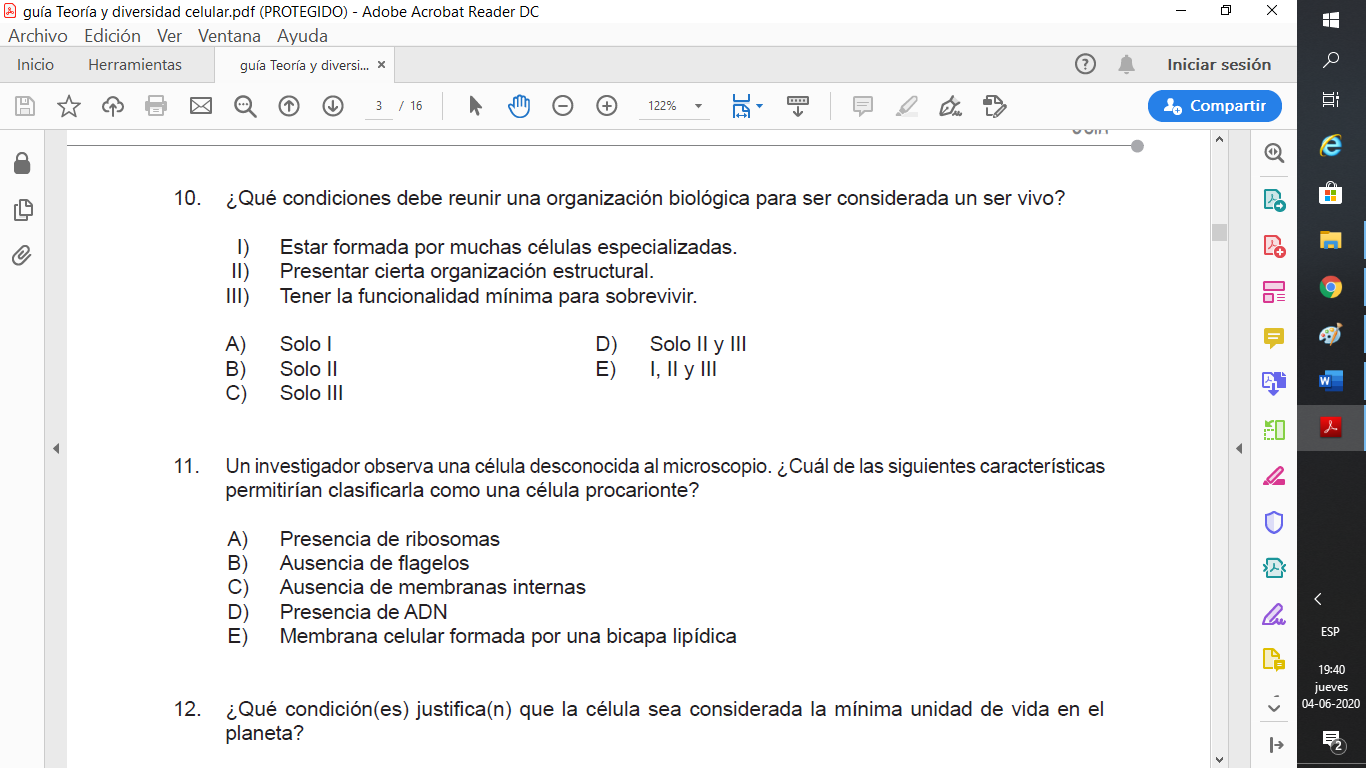 guía Teoría y diversidad celular.pdf (PROTEGIDO) - Adobe Acrobat Reader DC
Archivo Edición Ver Ventana Ayuda
Inicio Herramientas guía Teoría y diversi... × Iniciar sesión
3 / 16 122% Compartir
10. ¿Qué condiciones debe reunir una organización biológica para ser considerada un ser vivo?
I) Estar formada por muchas células especializadas.
II) Presentar cierta organización estructural.
III) Tener la funcionalidad mínima para sobrevivir.
A) Solo I D) Solo II y III
B) Solo II E) I, II y III
C) Solo III
11. Un investigador observa una célula desconocida al microscopio. ¿Cuál de las siguientes características
permitirían clasificarla como una célula procarionte?
A) Presencia de ribosomas
B) Ausencia de flagelos
C) Ausencia de membranas internas
D) Presencia de ADN
E) Membrana celular formada por una bicapa lipídica
12. ¿Qué condición(es) justifica(n) que la célula sea considerada la mínima unidad de vida en el
planeta?
ESP
19:40
jueves
04-06-2020
2